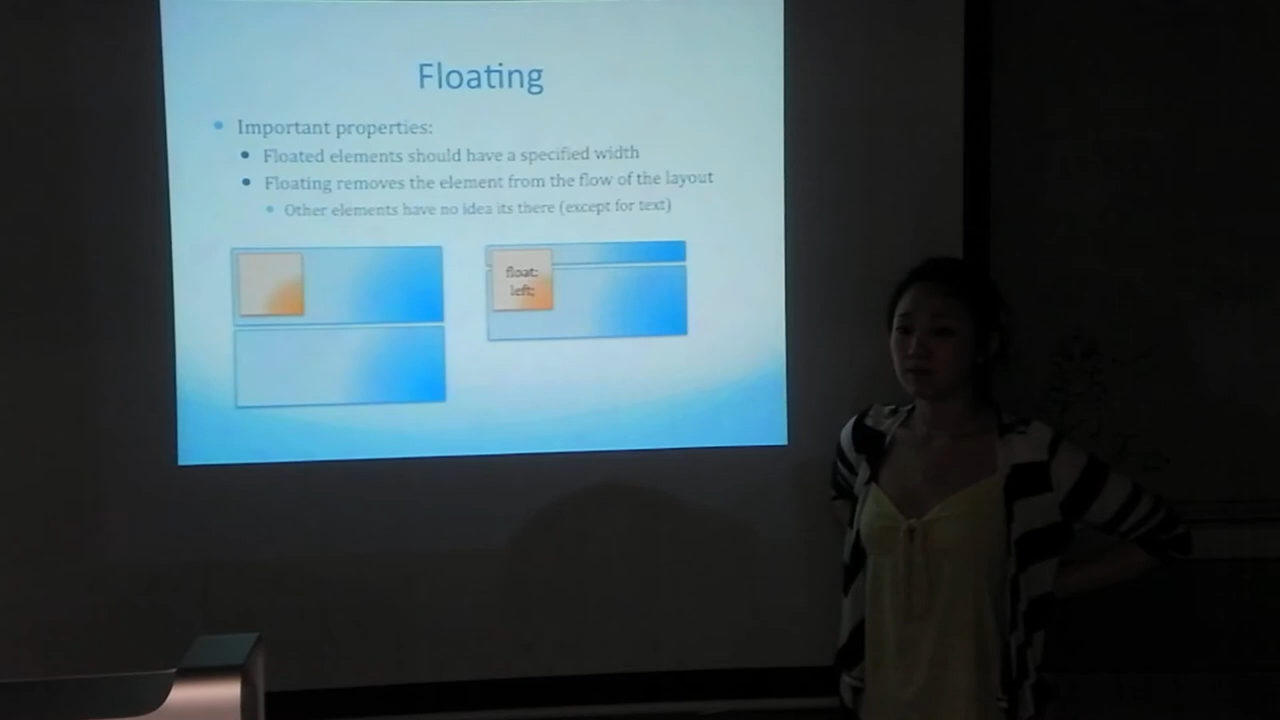 Floating
Important properties:
Floated elements should have a specified width
Floating removes the element from the flow of the layout
Other elements have no idea its there (except for text)
float:
left;